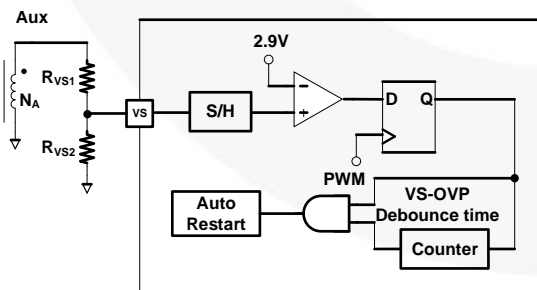 Aux
2.9V
R_VS1
N_A
VS
S/H
D Q
R_VS2
PWM
VS-OVP
Debounce time
Auto
Restart
Counter